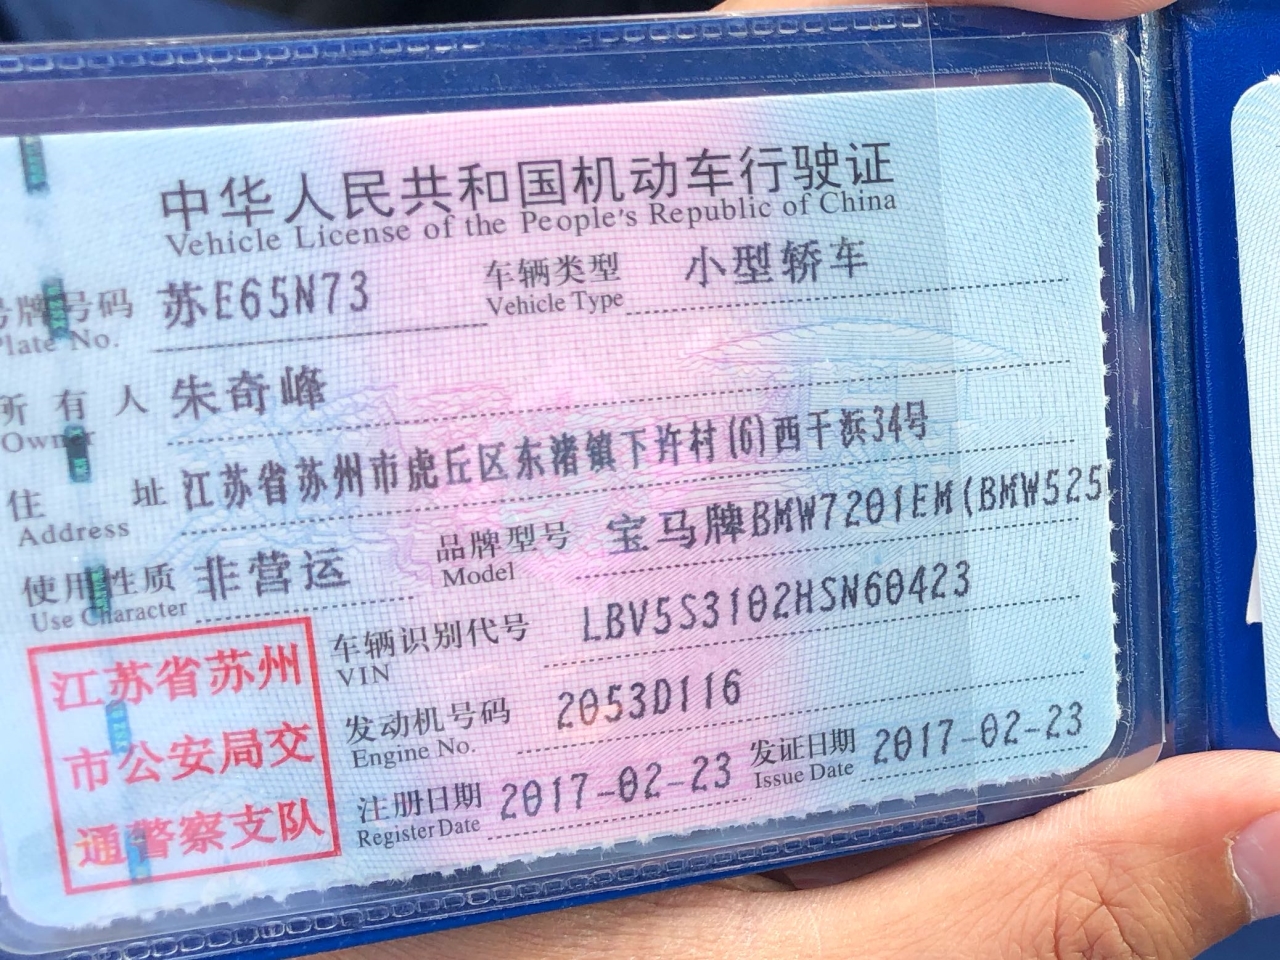 中华人民共和国机动车行驶证
Vehicle License of the People's Republic of China
号牌号码 苏E65N73 车辆类型 小型轿车
Plate No. Vehicle Type
所有人 朱奇峰
Owner
住址 江苏省苏州市虎丘区东渚镇下许村(6)西干浜34号
Address
使用性质 非营运 品牌型号 宝马牌BMW7201EM(BMW525
Use Character Model
车辆识别代号 LBV5S3102HSN60423
VIN
发动机号码 2053D116
Engine No.
注册日期 2017-02-23 发证日期 2017-02-23
Register Date Issue Date
江苏省苏州
市公安局交
通警察支队